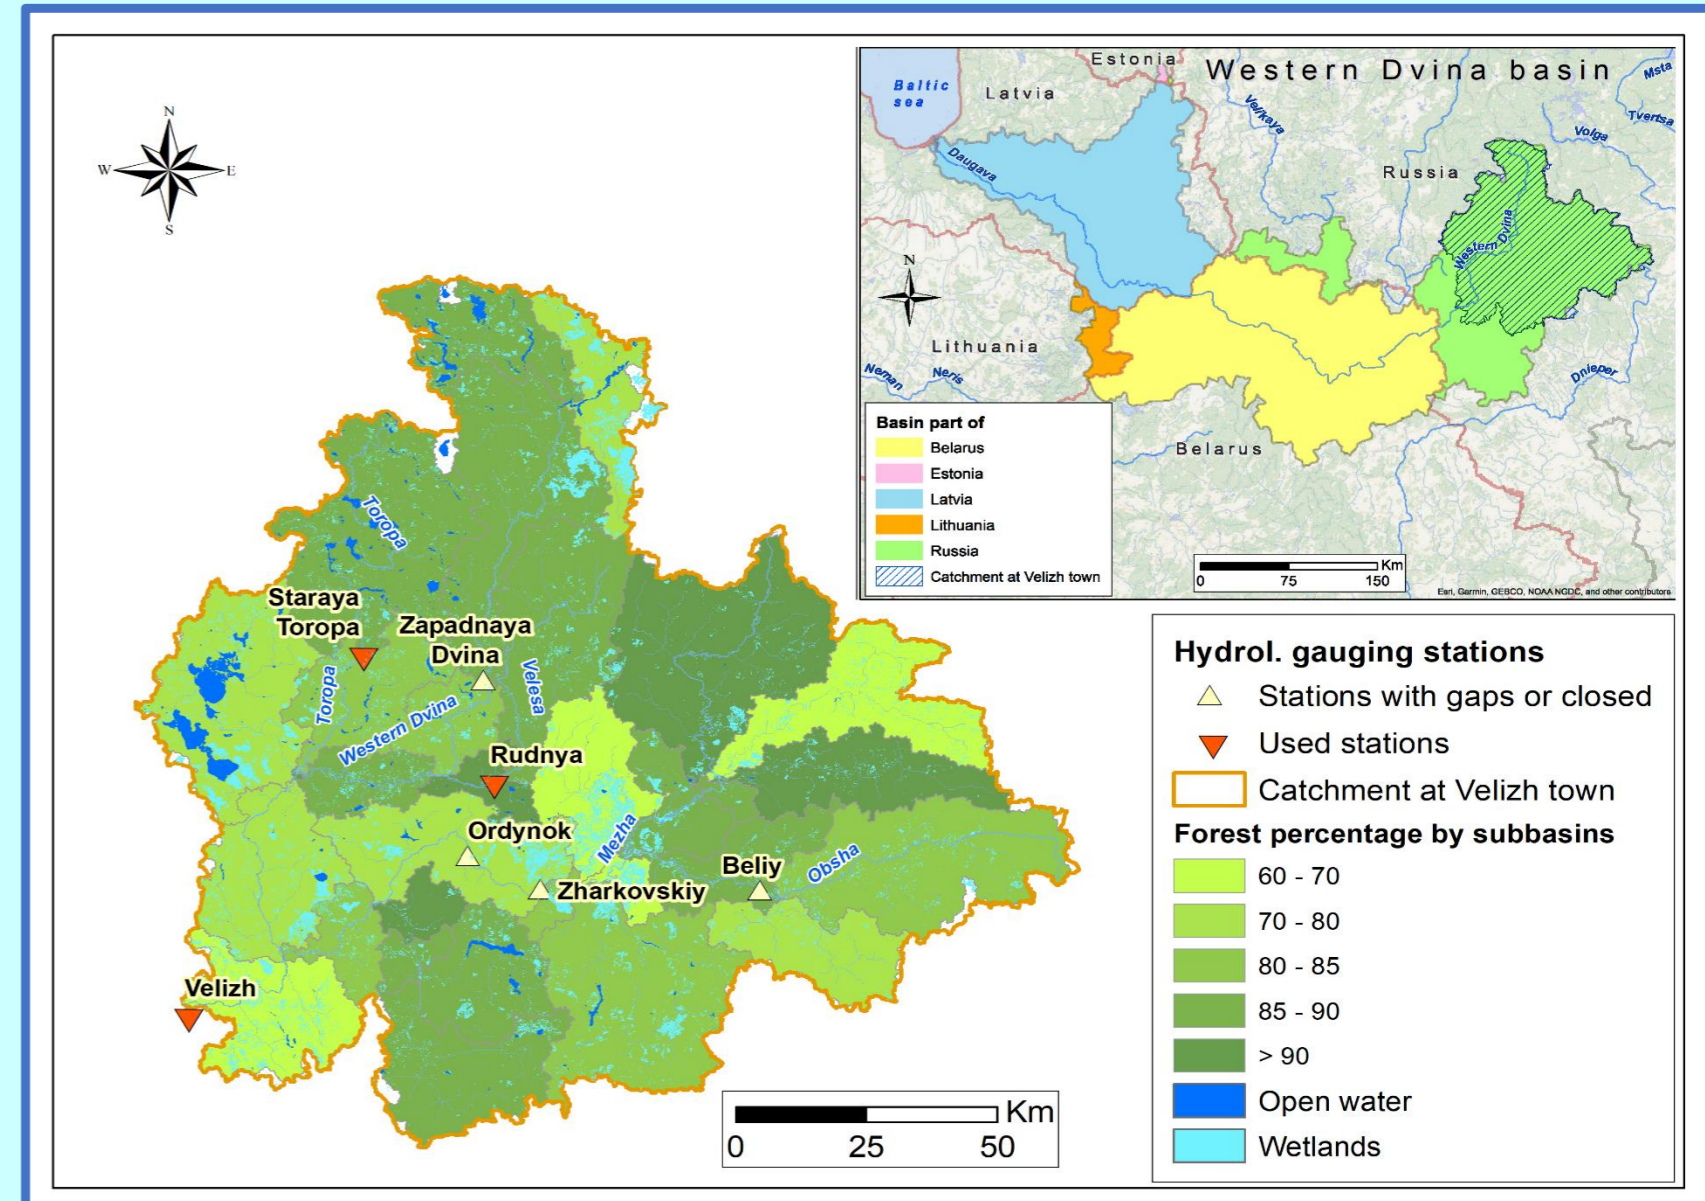 N
W
E
S
Staraya
Toropa
Zapadnaya
Dvina
Toropa
Toropa
Velesa
Western Dvina
Rudnya
Ordynok
Mezha
Zharkovskiy
Beliy
Obsha
Velizh
Km
0 25 50
Western Dvina basin
Estonia
Baltic
sea
Latvia
Velikaya
Msta
Tvertsa
Volga
Russia
Daugava
Western Dvina
N
Lithuania
Neman
Neris
Dnieper
Belarus
Basin part of
Belarus
Estonia
Latvia
Lithuania
Russia
Catchment at Velizh town
Km
0 75 150
Esri, Garmin, GEBCO, NOAA NGDC, and other contributors
Hydrol. gauging stations
Stations with gaps or closed
Used stations
Catchment at Velizh town
Forest percentage by subbasins
60 - 70
70 - 80
80 - 85
85 - 90
> 90
Open water
Wetlands